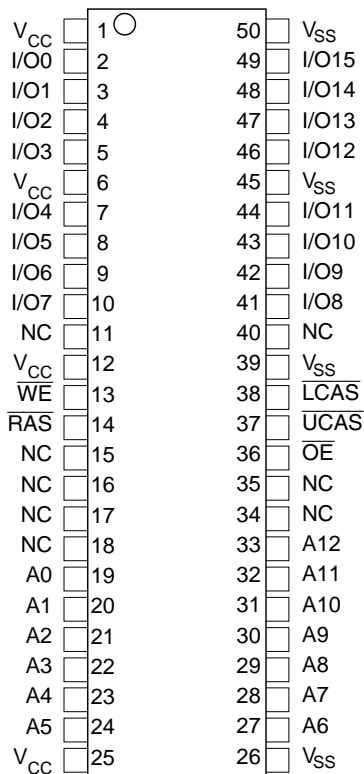 VCC 1 50 VSS
I/O0 2 49 I/O15
I/O1 3 48 I/O14
I/O2 4 47 I/O13
I/O3 5 46 I/O12
VCC 6 45 VSS
I/O4 7 44 I/O11
I/O5 8 43 I/O10
I/O6 9 42 I/O9
I/O7 10 41 I/O8
NC 11 40 NC
VCC 12 39 VSS
WE 13 38 LCAS
RAS 14 37 UCAS
NC 15 36 OE
NC 16 35 NC
NC 17 34 NC
NC 18 33 A12
A0 19 32 A11
A1 20 31 A10
A2 21 30 A9
A3 22 29 A8
A4 23 28 A7
A5 24 27 A6
VCC 25 26 VSS